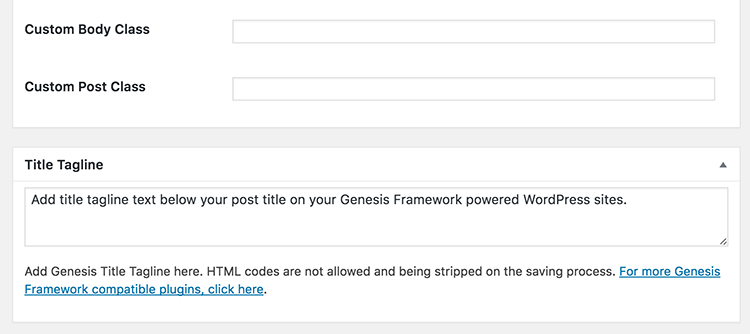 Custom Body Class
Custom Post Class
Title Tagline
Add title tagline text below your post title on your Genesis Framework powered WordPress sites.
Add Genesis Title Tagline here. HTML codes are not allowed and being stripped on the saving process. For more Genesis
Framework compatible plugins, click here.